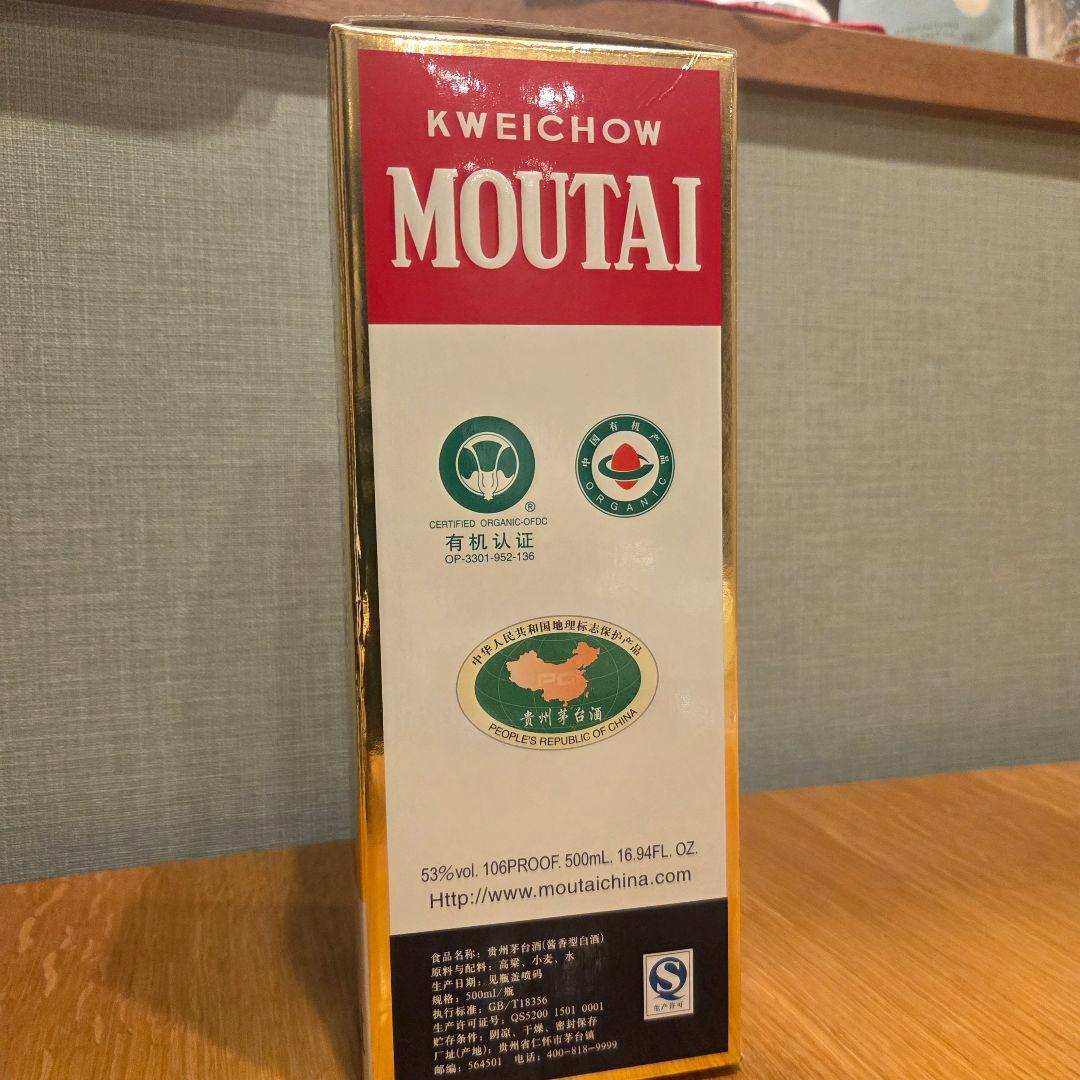 KWEICHOW
MOUTAI
CERTIFIED ORGANIC-OFDC
有机认证
OP-3301-952-136
®
中国有机产品
ORGANIC
中华人民共和国地理标志保护产品
贵州茅台酒
PEOPLE'S REPUBLIC OF CHINA
53%vol. 106PROOF. 500mL. 16.94FL. OZ.
Http://www.moutaichina.com
食品名称: 贵州茅台酒(酱香型白酒)
原料与配料: 高粱、小麦、水
生产日期: 见瓶盖喷码
规格: 500ml/瓶
执行标准: GB/T18356
生产许可证号: QS5200 1501 0001
贮存条件: 阴凉、干燥、密封保存
厂址(产地): 贵州省仁怀市茅台镇
邮编: 564501 电话: 400-818-9999
S
生产许可